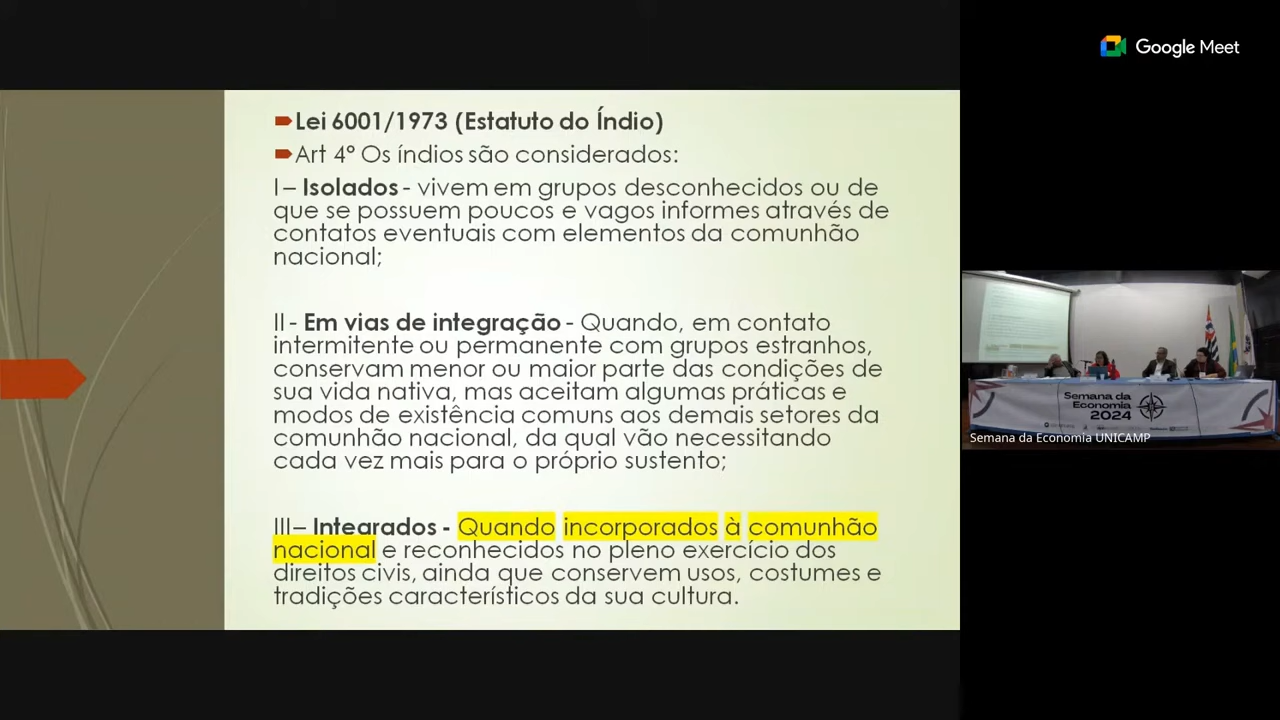 Lei 6001/1973 (Estatuto do Índio)
Art 4° Os índios são considerados:
I – Isolados - vivem em grupos desconhecidos ou de
que se possuem poucos e vagos informes através de
contatos eventuais com elementos da comunhão
nacional;
II - Em vias de integração - Quando, em contato
intermitente ou permanente com grupos estranhos,
conservam menor ou maior parte das condições de
sua vida nativa, mas aceitam algumas práticas e
modos de existência comuns aos demais setores da
comunhão nacional, da qual vão necessitando
cada vez mais para o próprio sustento;
III – Integrados - Quando incorporados à comunhão
nacional e reconhecidos no pleno exercício dos
direitos civis, ainda que conservem usos, costumes e
tradições característicos da sua cultura.
Google Meet
Semana da
Economia
2024
Semana da Economia UNICAMP